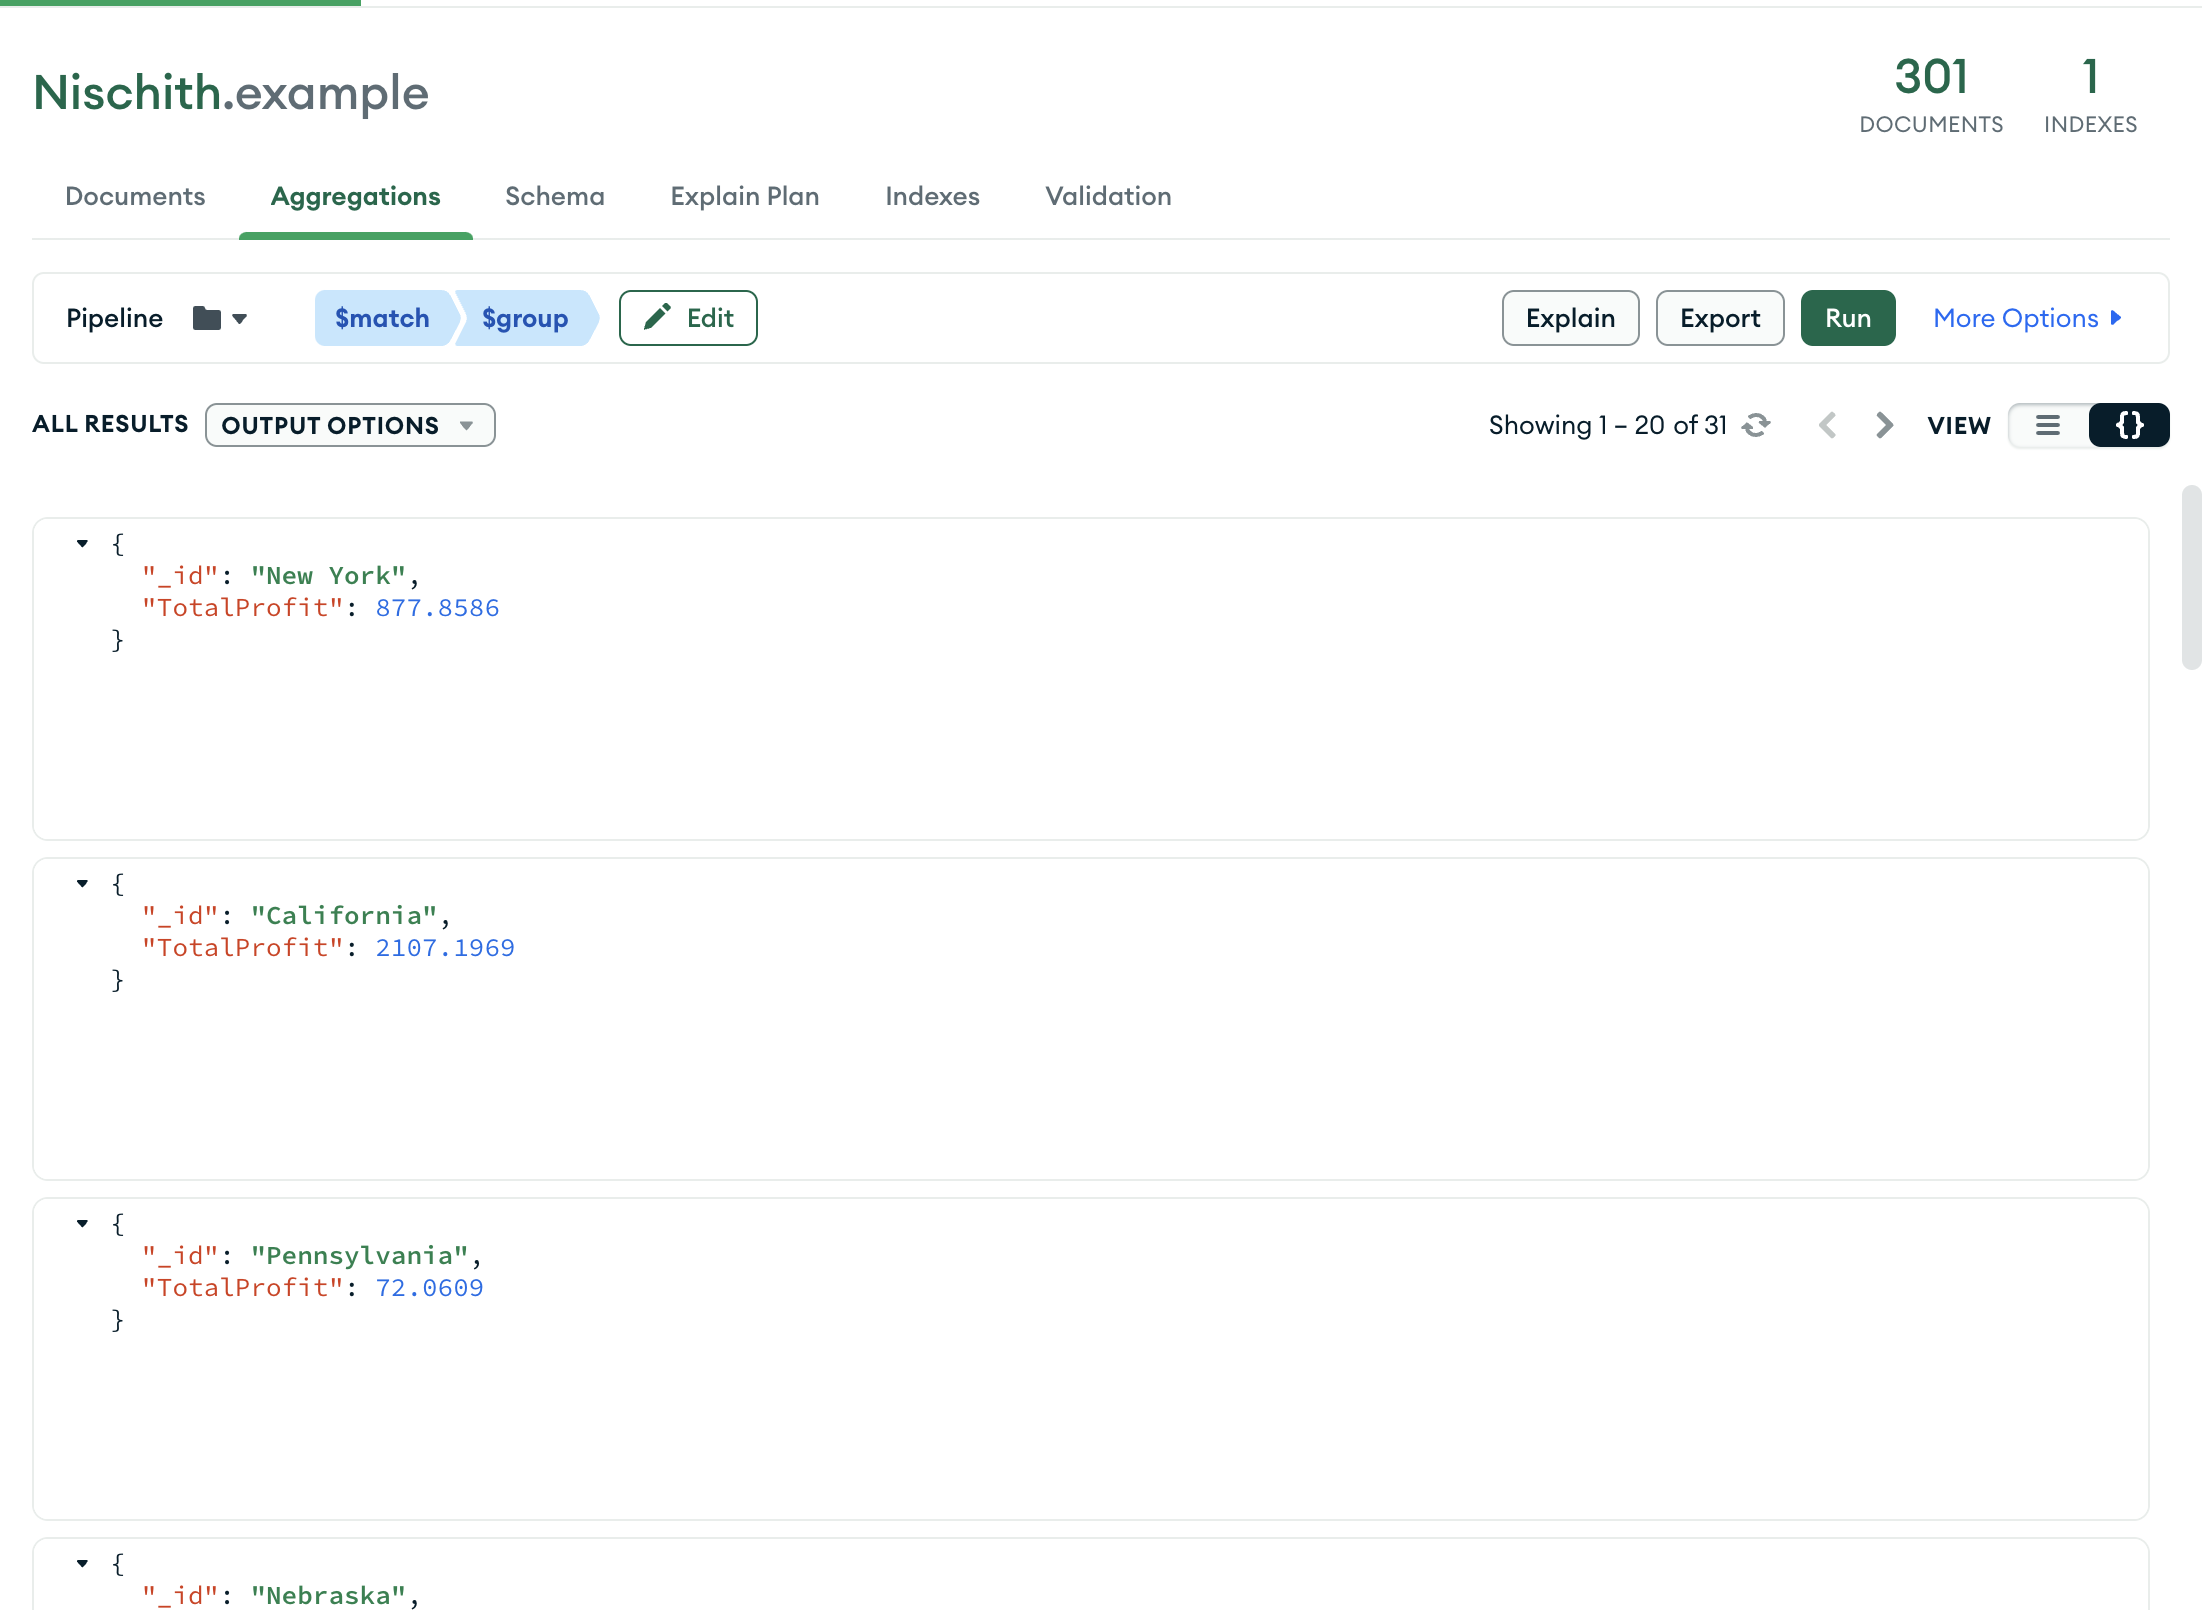 Nischith.example
301
DOCUMENTS
1
INDEXES
Documents Aggregations Schema Explain Plan Indexes Validation
Pipeline $match $group Edit Explain Export Run More Options
ALL RESULTS OUTPUT OPTIONS Showing 1 – 20 of 31 VIEW {}
{
"_id": "New York",
"TotalProfit": 877.8586
}
{
"_id": "California",
"TotalProfit": 2107.1969
}
{
"_id": "Pennsylvania",
"TotalProfit": 72.0609
}
{
"_id": "Nebraska",